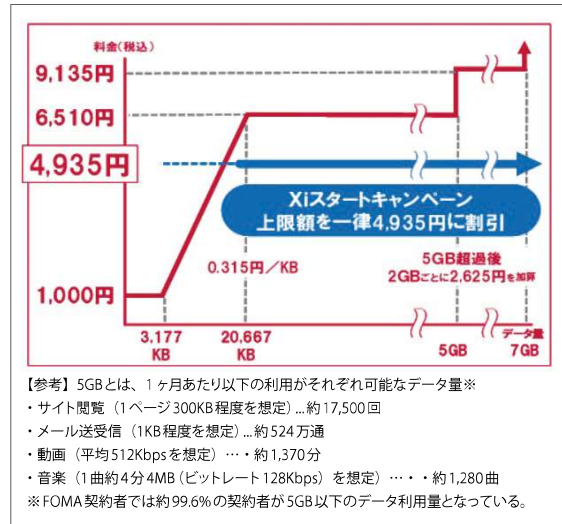 料金(税込)
9,135円
6,510円
4,935円
Xiスタートキャンペーン
上限額を一律4,935円に割引
0.315円／KB
5GB超過後
2GBごとに2,625円を加算
1,000円
3,177
KB
20,667
KB
5GB
データ量
7GB
【参考】5GBとは、1ヶ月あたり以下の利用がそれぞれ可能なデータ量※
・サイト閲覧（1ページ300KB程度を想定）...約17,500回
・メール送受信（1KB程度を想定）...約524万通
・動画（平均512Kbpsを想定）…・約1,370分
・音楽（1曲約4分4MB（ビットレート128Kbps）を想定）…・・約1,280曲
※FOMA契約者では約99.6%の契約者が5GB以下のデータ利用量となっている。